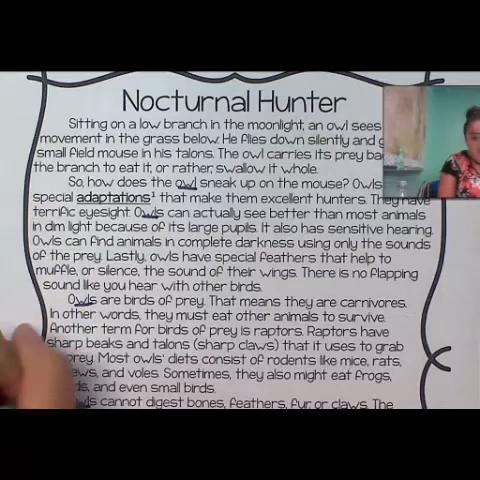 Nocturnal Hunter
Sitting on a low branch in the moonlight, an owl sees
movement in the grass below. He flies down silently and
small field mouse in his talons. The owl carries its prey
the branch to eat it, or rather, swallow it whole.
So, how does the owl sneak up on the mouse? Owls
special adaptations¹ that make them excellent hunters. They have
terrific eyesight. Owls can actually see better than most animals
in dim light because of its large pupils. It also has sensitive hearing.
Owls can find animals in complete darkness using only the sounds
of the prey. Lastly, owls have special feathers that help to
muffle, or silence, the sound of their wings. There is no flapping
sound like you hear with other birds.
Owls are birds of prey. That means they are carnivores.
In other words, they must eat other animals to survive.
Another term for birds of prey is raptors. Raptors have
sharp beaks and talons (sharp claws) that it uses to grab
prey. Most owls' diets consist of rodents like mice, rats,
and voles. Sometimes, they also might eat frogs,
and even small birds.
cannot digest bones, feathers, fur, or claws. The